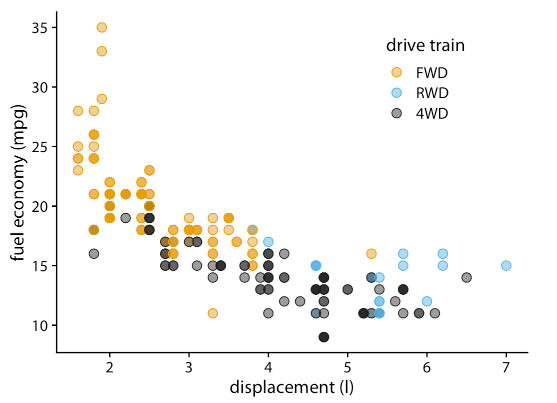 35
30
25
20
15
10
fuel economy (mpg)
drive train
FWD
RWD
4WD
2 3 4 5 6 7
displacement (l)